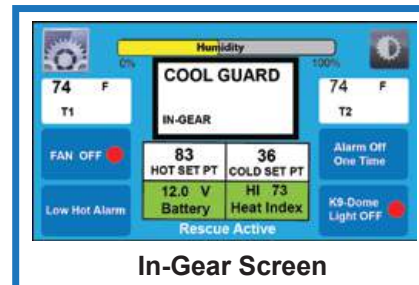 Humidity
0% 100%
COOL GUARD
IN-GEAR
74 F
T1
74 F
T2
FAN OFF
Alarm Off
One Time
83
HOT SET PT
36
COLD SET PT
12.0 V
Battery
HI 73
Heat Index
Low Hot Alarm
K9-Dome
Light OFF
Rescue Active
In-Gear Screen